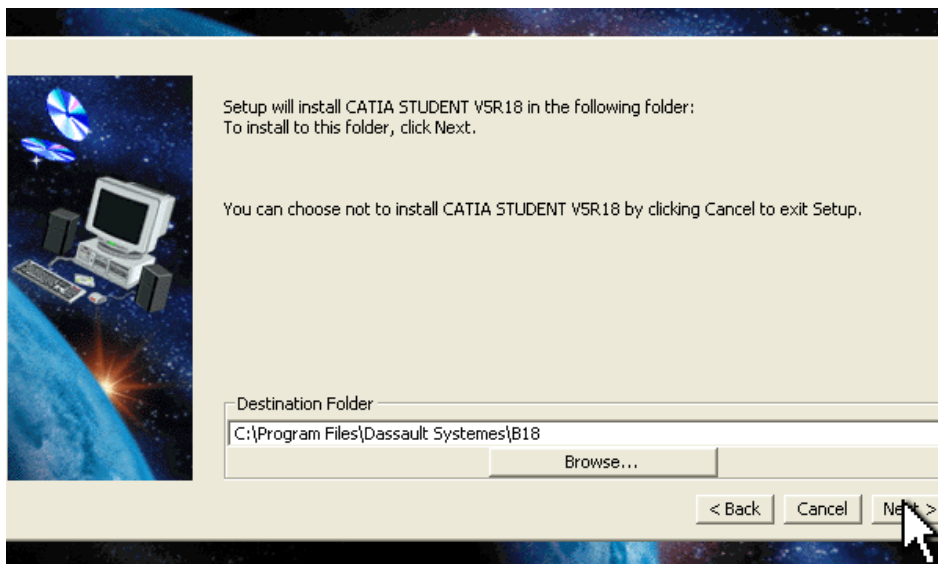 Setup will install CATIA STUDENT V5R18 in the following folder:
To install to this folder, click Next.
You can choose not to install CATIA STUDENT V5R18 by clicking Cancel to exit Setup.
Destination Folder
C:\Program Files\Dassault Systemes\B18
Browse...
< Back Cancel Next >